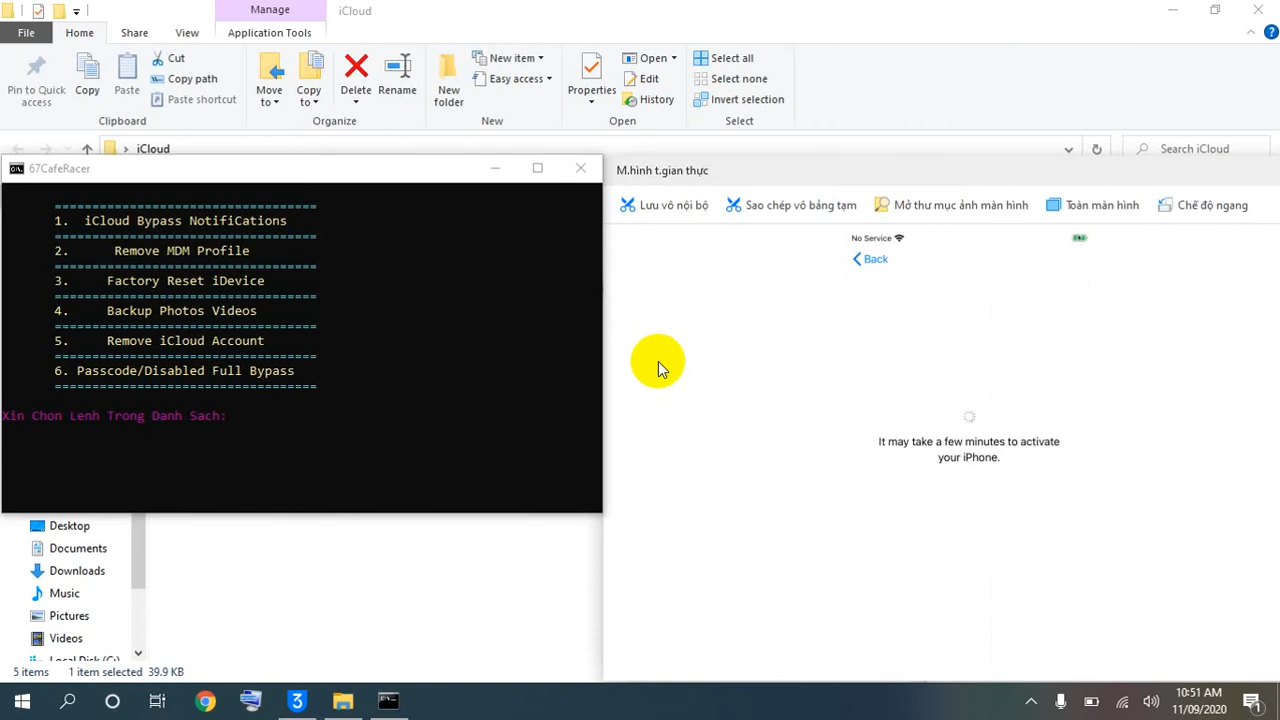 Manage
iCloud
File
Home
Share
View
Application Tools
Pin to Quick
access
Copy
Paste
Cut
Copy path
Paste shortcut
Clipboard
Move
to
Copy
to
Delete
Rename
Organize
New
folder
New item
Easy access
New
Properties
Open
Edit
History
Open
Select all
Select none
Invert selection
Select
iCloud
Search iCloud
67CafeRacer
==================================
1. iCloud Bypass NotifiCations
==================================
2. Remove MDM Profile
==================================
3. Factory Reset iDevice
==================================
4. Backup Photos Videos
==================================
5. Remove iCloud Account
==================================
6. Passcode/Disabled Full Bypass
==================================
Xin Chon Lenh Trong Danh Sach:
M.hình t.gian thực
Lưu vô nội bộ
Sao chép vô bảng tạm
Mở thư mục ảnh màn hình
Toàn màn hình
Chế độ ngang
No Service
Back
It may take a few minutes to activate
your iPhone.
Desktop
Documents
Downloads
Music
Pictures
Videos
Local Disk (C:)
5 items
1 item selected 39.9 KB
3
10:51 AM
11/09/2020
1